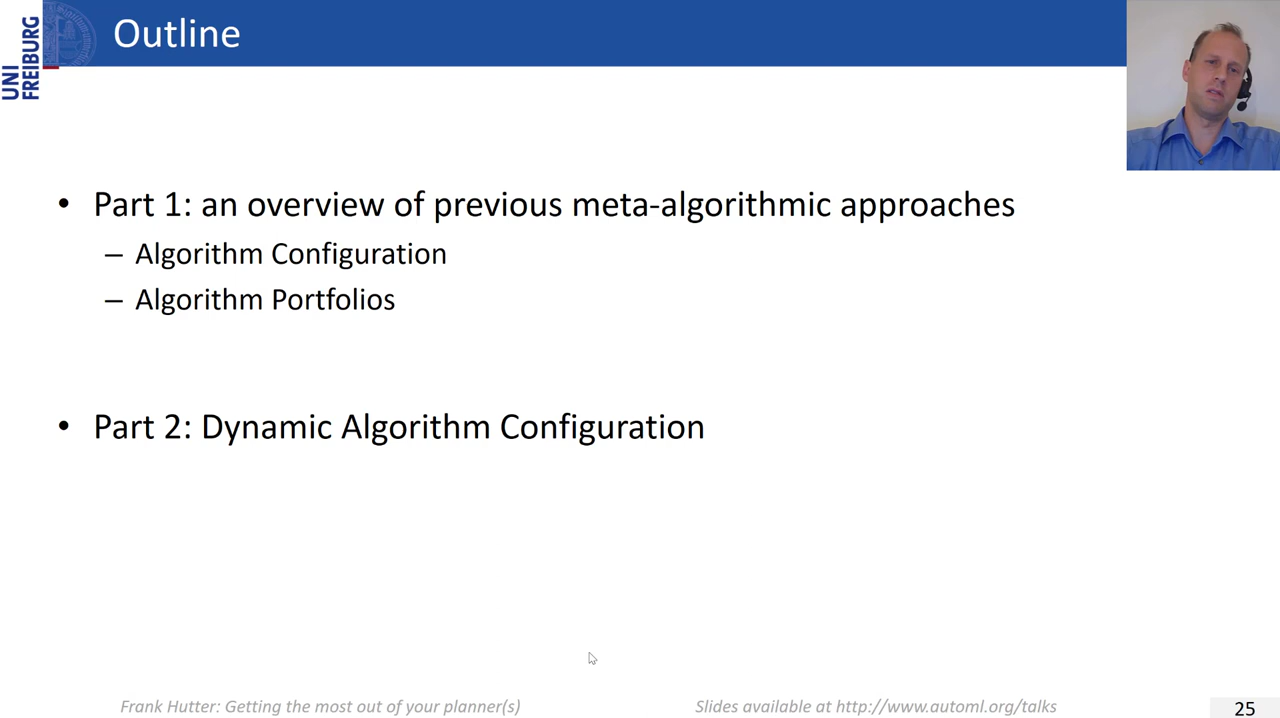 UNI
FREIBURG
Outline
• Part 1: an overview of previous meta-algorithmic approaches
– Algorithm Configuration
– Algorithm Portfolios
• Part 2: Dynamic Algorithm Configuration
Frank Hutter: Getting the most out of your planner(s)
Slides available at http://www.automl.org/talks
25